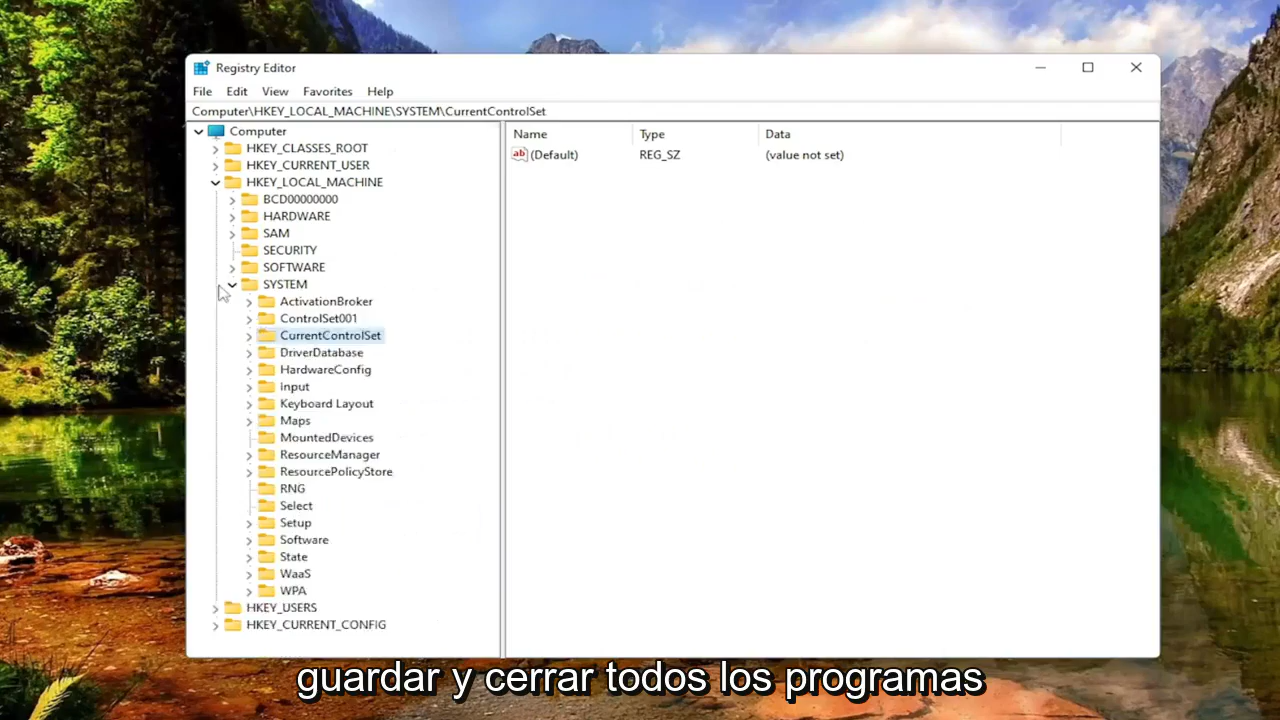 Registry Editor
File Edit View Favorites Help
Computer\HKEY_LOCAL_MACHINE\SYSTEM\CurrentControlSet
Computer
HKEY_CLASSES_ROOT
HKEY_CURRENT_USER
HKEY_LOCAL_MACHINE
BCD00000000
HARDWARE
SAM
SECURITY
SOFTWARE
SYSTEM
ActivationBroker
ControlSet001
CurrentControlSet
DriverDatabase
HardwareConfig
Input
Keyboard Layout
Maps
MountedDevices
ResourceManager
ResourcePolicyStore
RNG
Select
Setup
Software
State
WaaS
WPA
HKEY_USERS
HKEY_CURRENT_CONFIG
Name Type Data
ab (Default) REG_SZ (value not set)
guardar y cerrar todos los programas